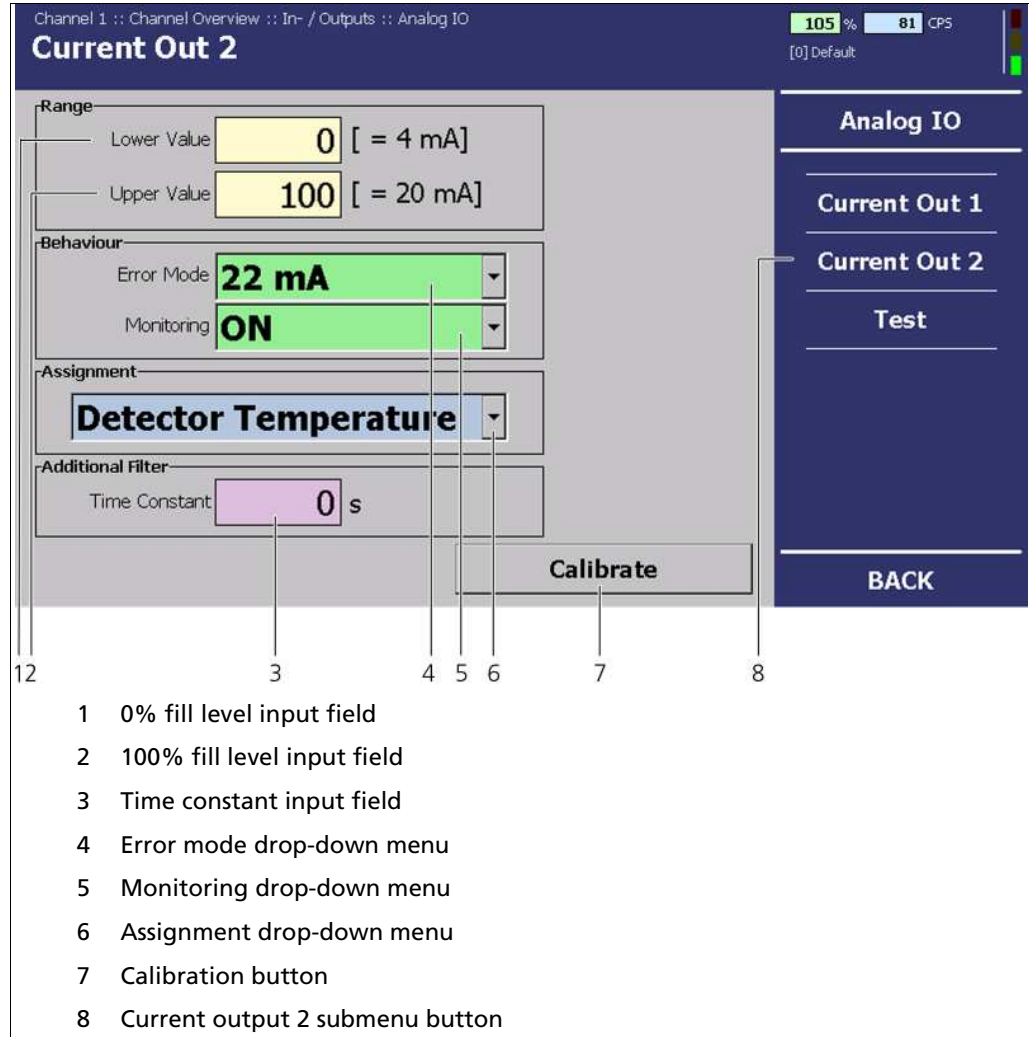 Channel 1 :: Channel Overview :: In- / Outputs :: Analog IO
Current Out 2
105 % 81 CPS
[0] Default
Range
Lower Value 0 [ = 4 mA]
Upper Value 100 [ = 20 mA]
Behaviour
Error Mode 22 mA
Monitoring ON
Assignment
Detector Temperature
Additional Filter
Time Constant 0 s
Calibrate
Analog IO
Current Out 1
Current Out 2
Test
BACK
1 2 3 4 5 6 7 8
1 0% fill level input field
2 100% fill level input field
3 Time constant input field
4 Error mode drop-down menu
5 Monitoring drop-down menu
6 Assignment drop-down menu
7 Calibration button
8 Current output 2 submenu button